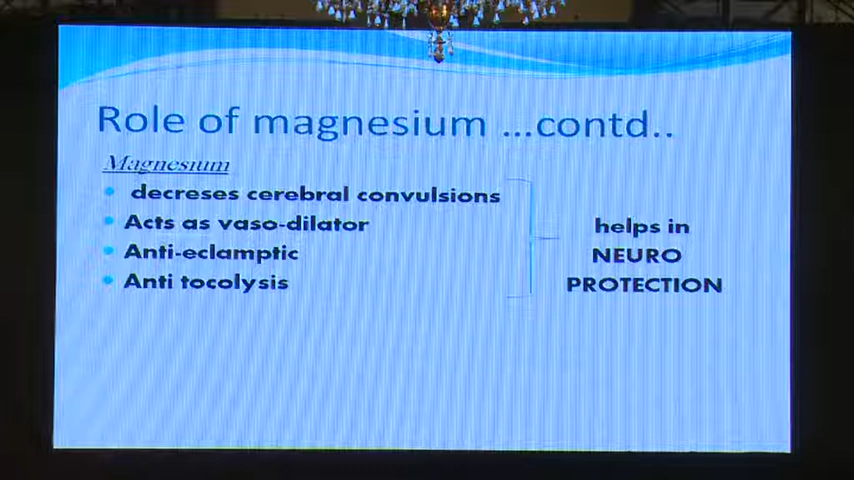 Role of magnesium ...contd..
Magnesium
decreses cerebral convulsions
Acts as vaso-dilator
Anti-eclamptic
Anti tocolysis
helps in
NEURO
PROTECTION